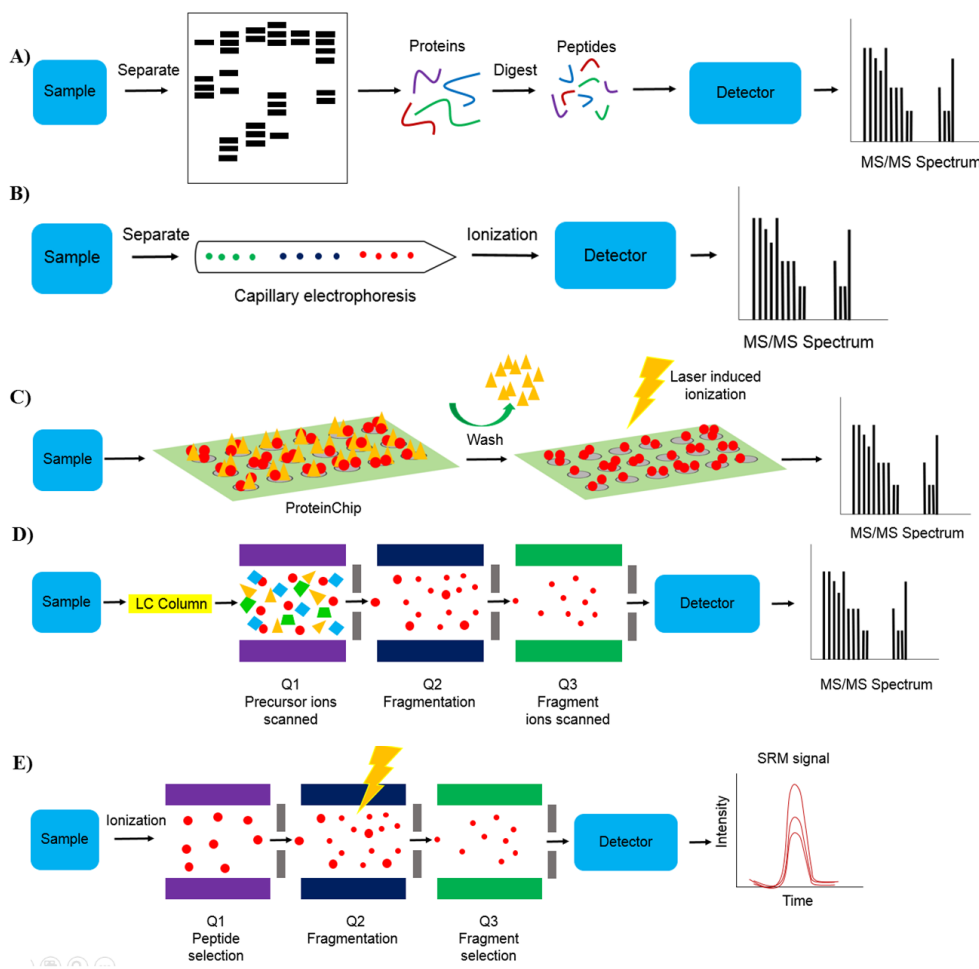 A)
Sample
Separate
Proteins
Digest
Peptides
Detector
MS/MS Spectrum
B)
Sample
Separate
Capillary electrophoresis
Ionization
Detector
MS/MS Spectrum
C)
Sample
ProteinChip
Wash
Laser induced
ionization
MS/MS Spectrum
D)
Sample
LC Column
Q1
Precursor ions
scanned
Q2
Fragmentation
Q3
Fragment
ions scanned
Detector
MS/MS Spectrum
E)
Sample
Ionization
Q1
Peptide
selection
Q2
Fragmentation
Q3
Fragment
selection
Detector
SRM signal
Intensity
Time